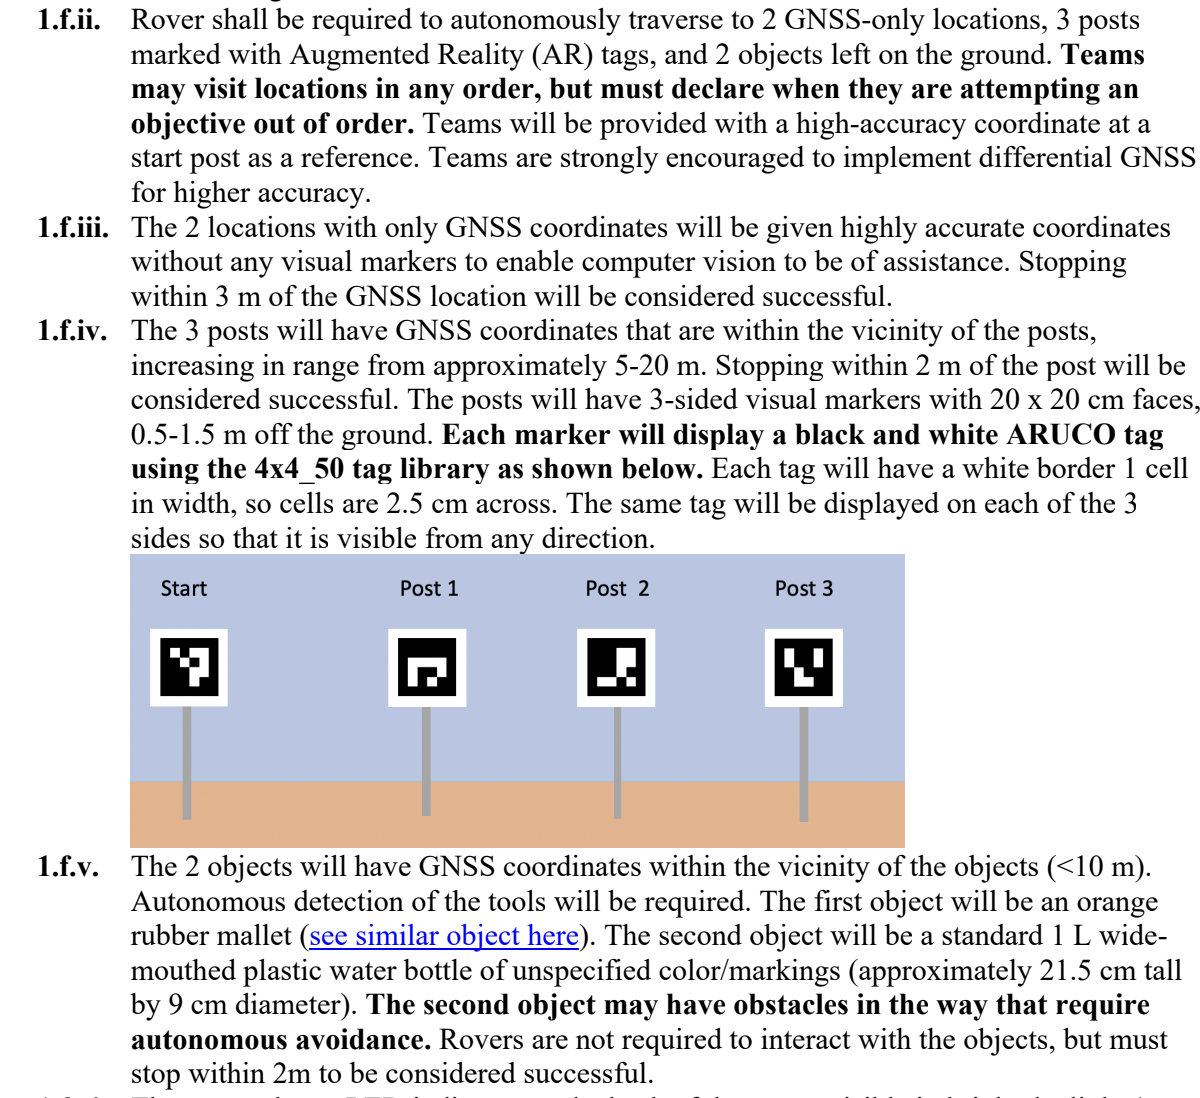 1.f.ii. Rover shall be required to autonomously traverse to 2 GNSS-only locations, 3 posts
marked with Augmented Reality (AR) tags, and 2 objects left on the ground. Teams
may visit locations in any order, but must declare when they are attempting an
objective out of order. Teams will be provided with a high-accuracy coordinate at a
start post as a reference. Teams are strongly encouraged to implement differential GNSS
for higher accuracy.
1.f.iii. The 2 locations with only GNSS coordinates will be given highly accurate coordinates
without any visual markers to enable computer vision to be of assistance. Stopping
within 3 m of the GNSS location will be considered successful.
1.f.iv. The 3 posts will have GNSS coordinates that are within the vicinity of the posts,
increasing in range from approximately 5-20 m. Stopping within 2 m of the post will be
considered successful. The posts will have 3-sided visual markers with 20 x 20 cm faces,
0.5-1.5 m off the ground. Each marker will display a black and white ARUCO tag
using the 4x4_50 tag library as shown below. Each tag will have a white border 1 cell
in width, so cells are 2.5 cm across. The same tag will be displayed on each of the 3
sides so that it is visible from any direction.
Start Post 1 Post 2 Post 3
1.f.v. The 2 objects will have GNSS coordinates within the vicinity of the objects (<10 m).
Autonomous detection of the tools will be required. The first object will be an orange
rubber mallet (see similar object here). The second object will be a standard 1 L wide-
mouthed plastic water bottle of unspecified color/markings (approximately 21.5 cm tall
by 9 cm diameter). The second object may have obstacles in the way that require
autonomous avoidance. Rovers are not required to interact with the objects, but must
stop within 2m to be considered successful.